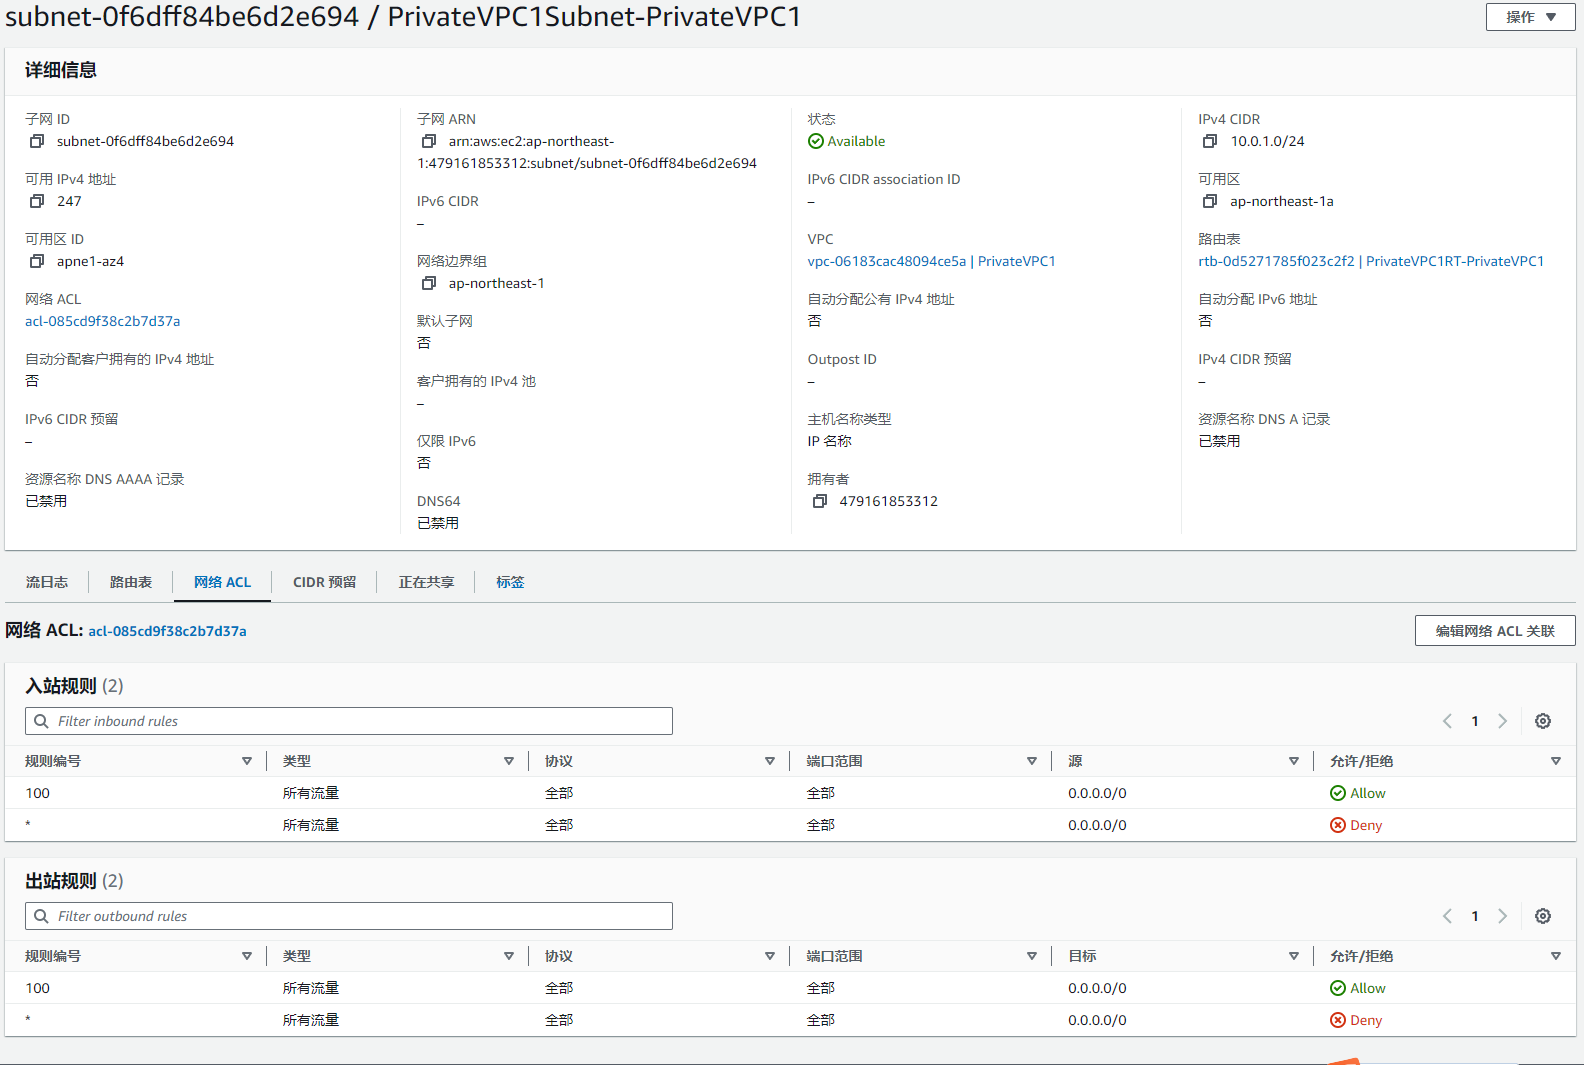 subnet-0f6dff84be6d2e694 / PrivateVPC1Subnet-PrivateVPC1
操作
详细信息
子网 ID
subnet-0f6dff84be6d2e694
可用 IPv4 地址
247
可用区 ID
apne1-az4
网络 ACL
acl-085cd9f38c2b7d37a
自动分配客户拥有的 IPv4 地址
否
IPv6 CIDR 预留
–
资源名称 DNS AAAA 记录
已禁用
子网 ARN
arn:aws:ec2:ap-northeast-
1:479161853312:subnet/subnet-0f6dff84be6d2e694
IPv6 CIDR
–
网络边界组
ap-northeast-1
默认子网
否
客户拥有的 IPv4 池
–
仅限 IPv6
否
DNS64
已禁用
状态
Available
IPv6 CIDR association ID
–
VPC
vpc-06183cac48094ce5a | PrivateVPC1
自动分配公有 IPv4 地址
否
Outpost ID
–
主机名称类型
IP 名称
拥有者
479161853312
IPv4 CIDR
10.0.1.0/24
可用区
ap-northeast-1a
路由表
rtb-0d5271785f023c2f2 | PrivateVPC1RT-PrivateVPC1
自动分配 IPv6 地址
否
IPv4 CIDR 预留
–
资源名称 DNS A 记录
已禁用
流日志 路由表 网络 ACL CIDR 预留 正在共享 标签
网络 ACL: acl-085cd9f38c2b7d37a
编辑网络 ACL 关联
入站规则 (2)
Filter inbound rules
1
规则编号 类型 协议 端口范围 源 允许/拒绝
100 所有流量 全部 全部 0.0.0.0/0 Allow
* 所有流量 全部 全部 0.0.0.0/0 Deny
出站规则 (2)
Filter outbound rules
1
规则编号 类型 协议 端口范围 目标 允许/拒绝
100 所有流量 全部 全部 0.0.0.0/0 Allow
* 所有流量 全部 全部 0.0.0.0/0 Deny